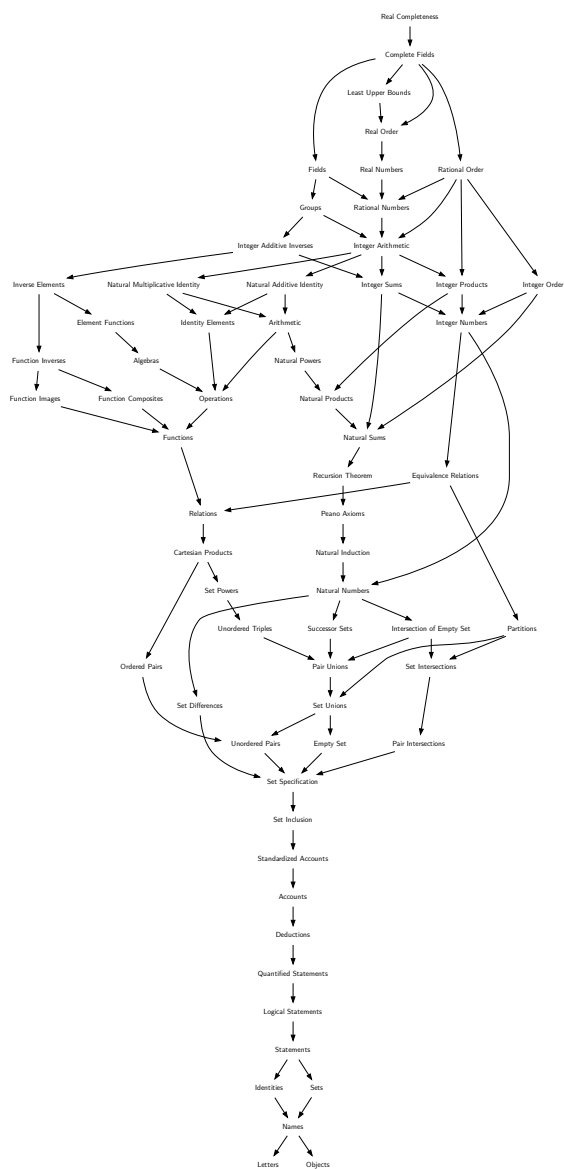 Real Completeness
Complete Fields
Least Upper Bounds
Real Order
Fields
Real Numbers
Rational Order
Groups
Rational Numbers
Integer Additive Inverses
Integer Arithmetic
Inverse Elements
Natural Multiplicative Identity
Natural Additive Identity
Integer Sums
Integer Products
Integer Order
Element Functions
Identity Elements
Arithmetic
Integer Numbers
Function Inverses
Algebras
Natural Powers
Function Images
Function Composites
Operations
Natural Products
Functions
Natural Sums
Recursion Theorem
Equivalence Relations
Relations
Peano Axioms
Cartesian Products
Natural Induction
Set Powers
Natural Numbers
Unordered Triples
Successor Sets
Intersection of Empty Set
Partitions
Ordered Pairs
Pair Unions
Set Intersections
Set Differences
Set Unions
Unordered Pairs
Empty Set
Pair Intersections
Set Specification
Set Inclusion
Standardized Accounts
Accounts
Deductions
Quantified Statements
Logical Statements
Statements
Identities
Sets
Names
Letters
Objects